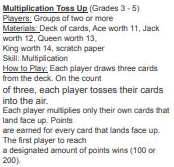 Multiplication Toss Up (Grades 3 - 5)
Players: Groups of two or more
Materials: Deck of cards, Ace worth 11, Jack
worth 12, Queen worth 13,
King worth 14, scratch paper
Skill: Multiplication
How to Play: Each player draws three cards
from the deck. On the count
of three, each player tosses their cards
into the air.
Each player multiplies only their own cards that
land face up. Points
are earned for every card that lands face up.
The first player to reach
a designated amount of points wins (100 or
200).